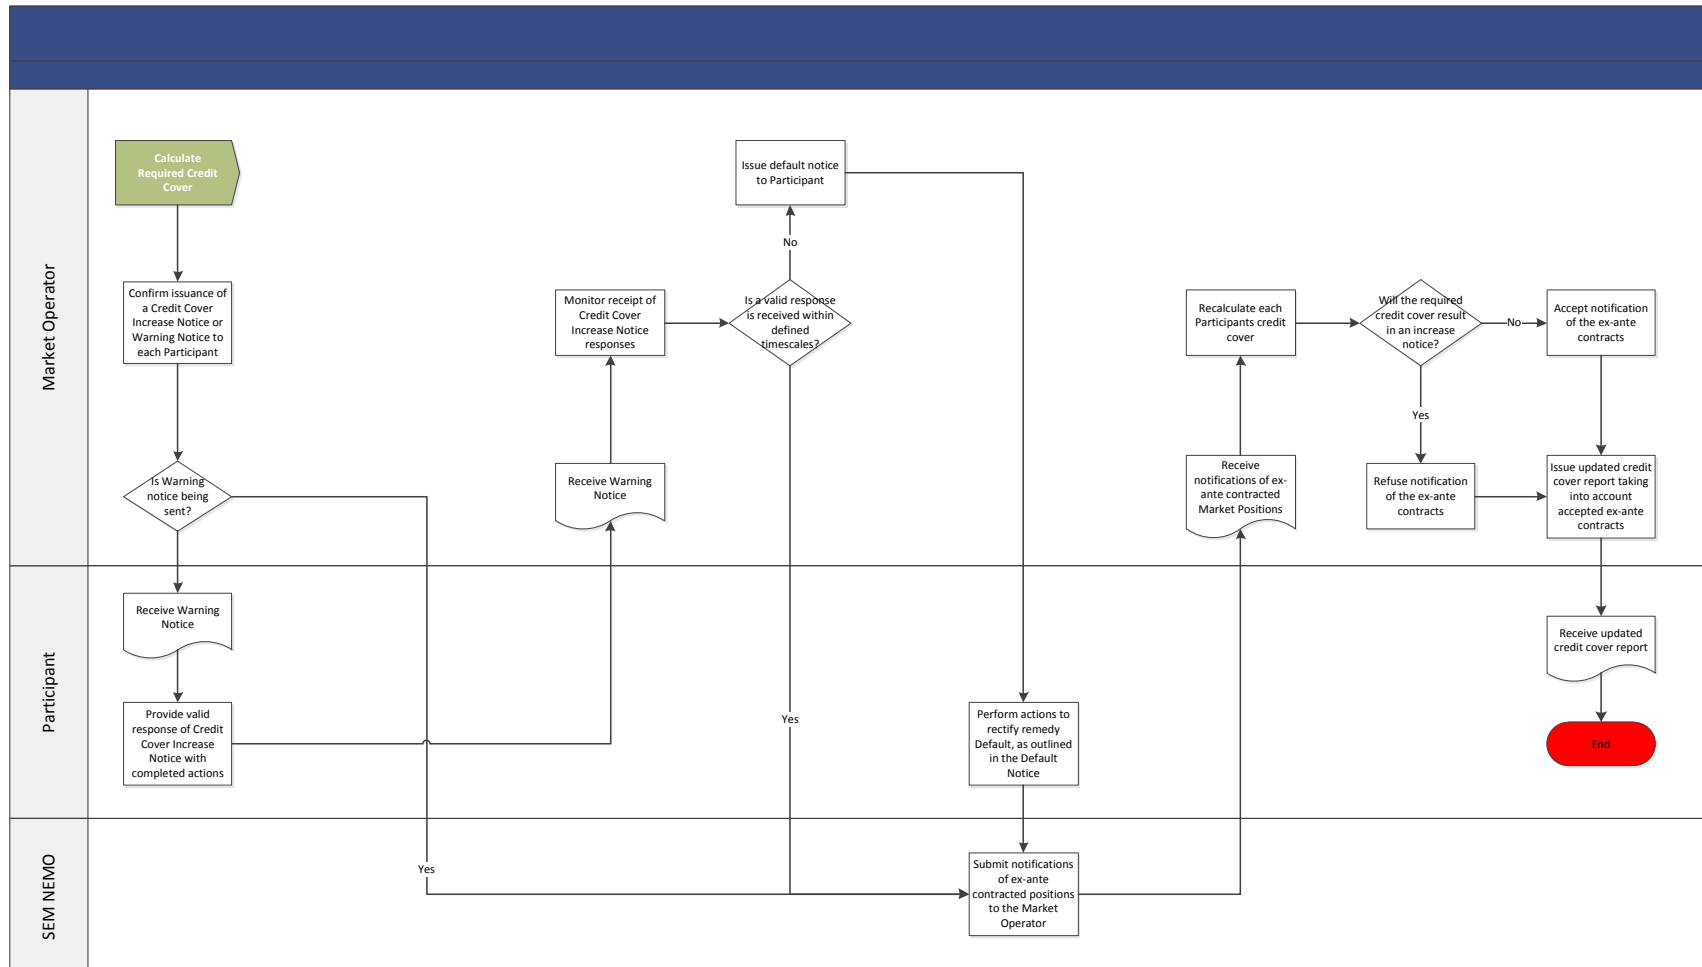 Market Operator
Calculate
Required Credit
Cover
Confirm issuance of
a Credit Cover
Increase Notice or
Warning Notice to
each Participant
Is Warning
notice being
sent?
Issue default notice
to Participant
No
Monitor receipt of
Credit Cover
Increase Notice
responses
Is a valid response
is received within
defined
timescales?
Receive Warning
Notice
Recalculate each
Participants credit
cover
Will the required
credit cover result
in an increase
notice?
No
Accept notification
of the ex-ante
contracts
Yes
Receive
notifications of ex-
ante contracted
Market Positions
Refuse notification
of the ex-ante
contracts
Issue updated credit
cover report taking
into account
accepted ex-ante
contracts
Participant
Receive Warning
Notice
Provide valid
response of Credit
Cover Increase
Notice with
completed actions
Yes
Perform actions to
rectify remedy
Default, as outlined
in the Default
Notice
Receive updated
credit cover report
End
SEM NEMO
Yes
Submit notifications
of ex-ante
contracted positions
to the Market
Operator